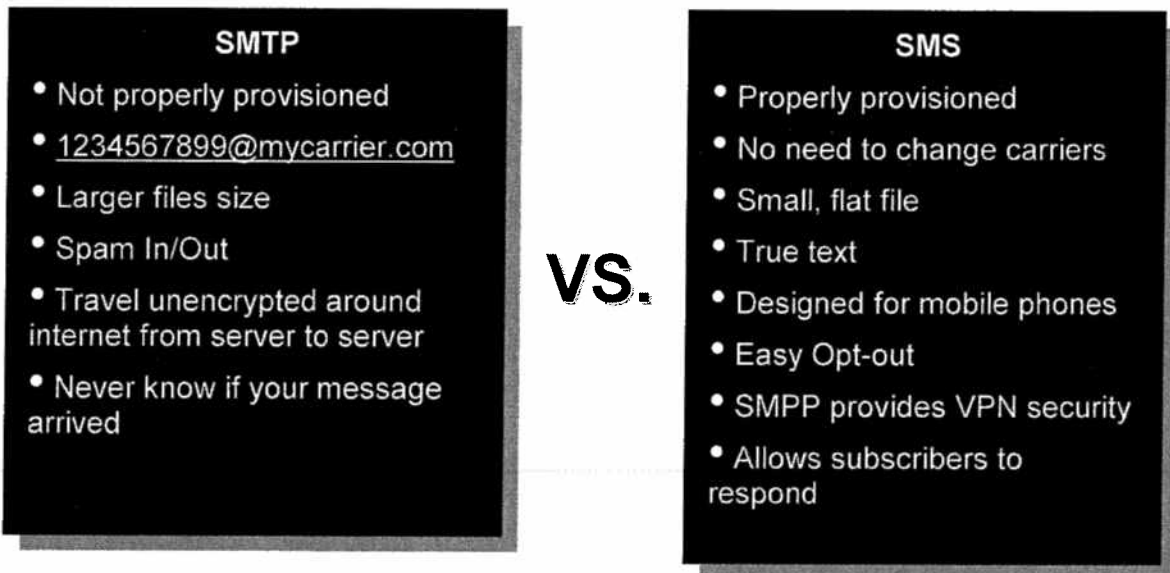 SMTP
• Not properly provisioned
• 1234567899@mycarrier.com
• Larger files size
• Spam In/Out
• Travel unencrypted around
internet from server to server
• Never know if your message
arrived
VS.
SMS
• Properly provisioned
• No need to change carriers
• Small, flat file
• True text
• Designed for mobile phones
• Easy Opt-out
• SMPP provides VPN security
• Allows subscribers to
respond